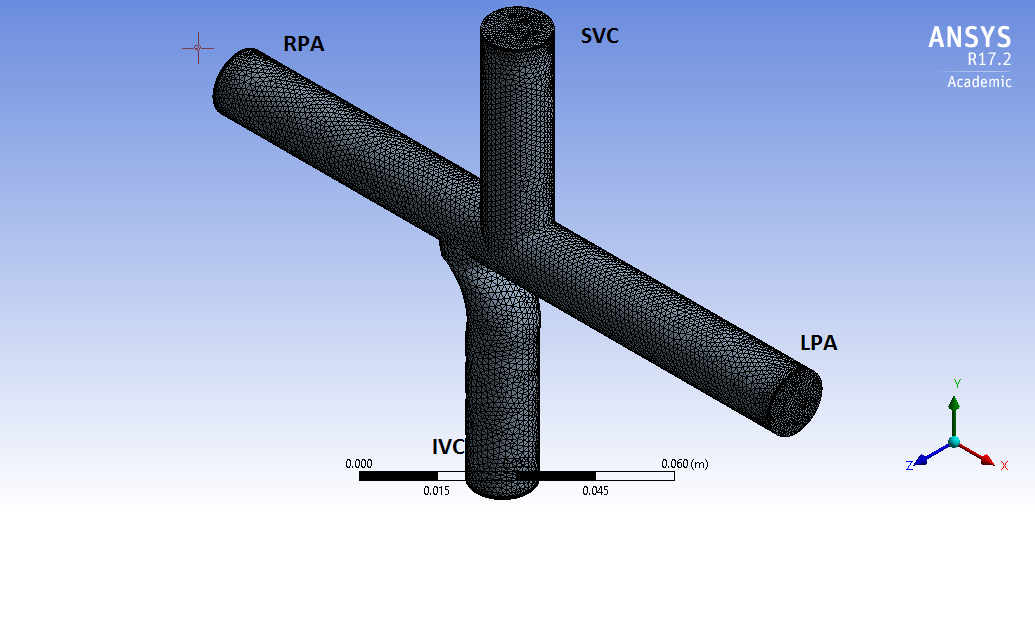 RPA
SVC
ANSYS
R17.2
Academic
LPA
IVC
0.000
0.060 (m)
0.015
0.045
Y
Z
X